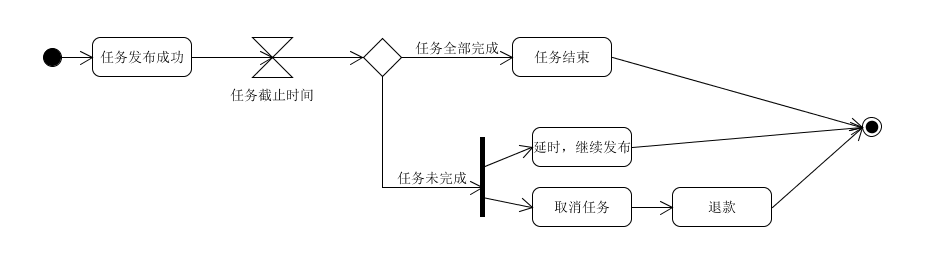 任务发布成功
任务截止时间
任务全部完成
任务结束
任务未完成
延时，继续发布
取消任务
退款